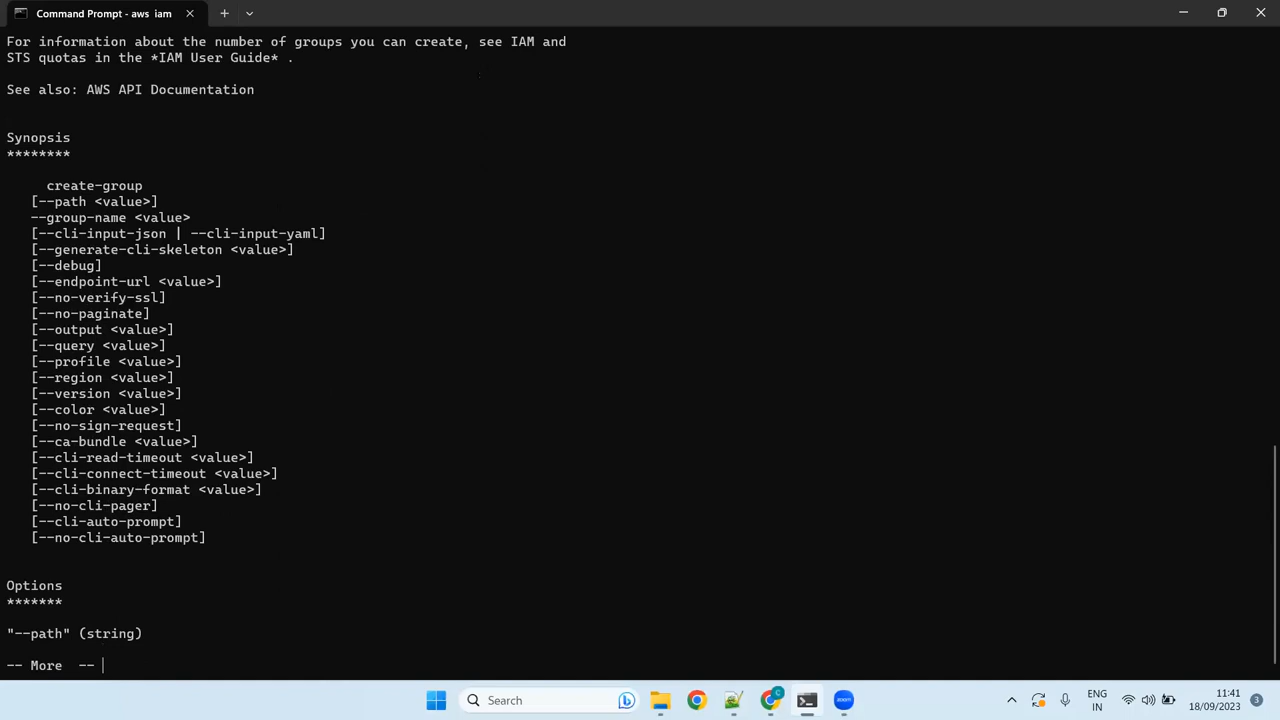 Command Prompt - aws iam
For information about the number of groups you can create, see IAM and
STS quotas in the *IAM User Guide* .
See also: AWS API Documentation
Synopsis
********
create-group
[--path <value>]
--group-name <value>
[--cli-input-json | --cli-input-yaml]
[--generate-cli-skeleton <value>]
[--debug]
[--endpoint-url <value>]
[--no-verify-ssl]
[--no-paginate]
[--output <value>]
[--query <value>]
[--profile <value>]
[--region <value>]
[--version <value>]
[--color <value>]
[--no-sign-request]
[--ca-bundle <value>]
[--cli-read-timeout <value>]
[--cli-connect-timeout <value>]
[--cli-binary-format <value>]
[--no-cli-pager]
[--cli-auto-prompt]
[--no-cli-auto-prompt]
Options
*******
"--path" (string)
-- More --
Search
C
zoom
ENG
IN
11:41
18/09/2023
3